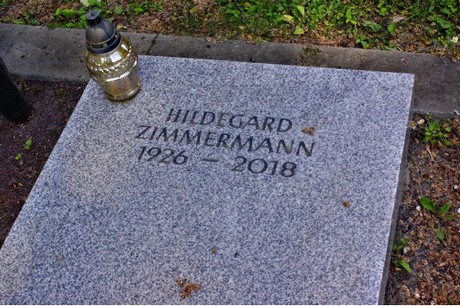 HILDEGARD
ZIMMERMANN
1926 – 2018